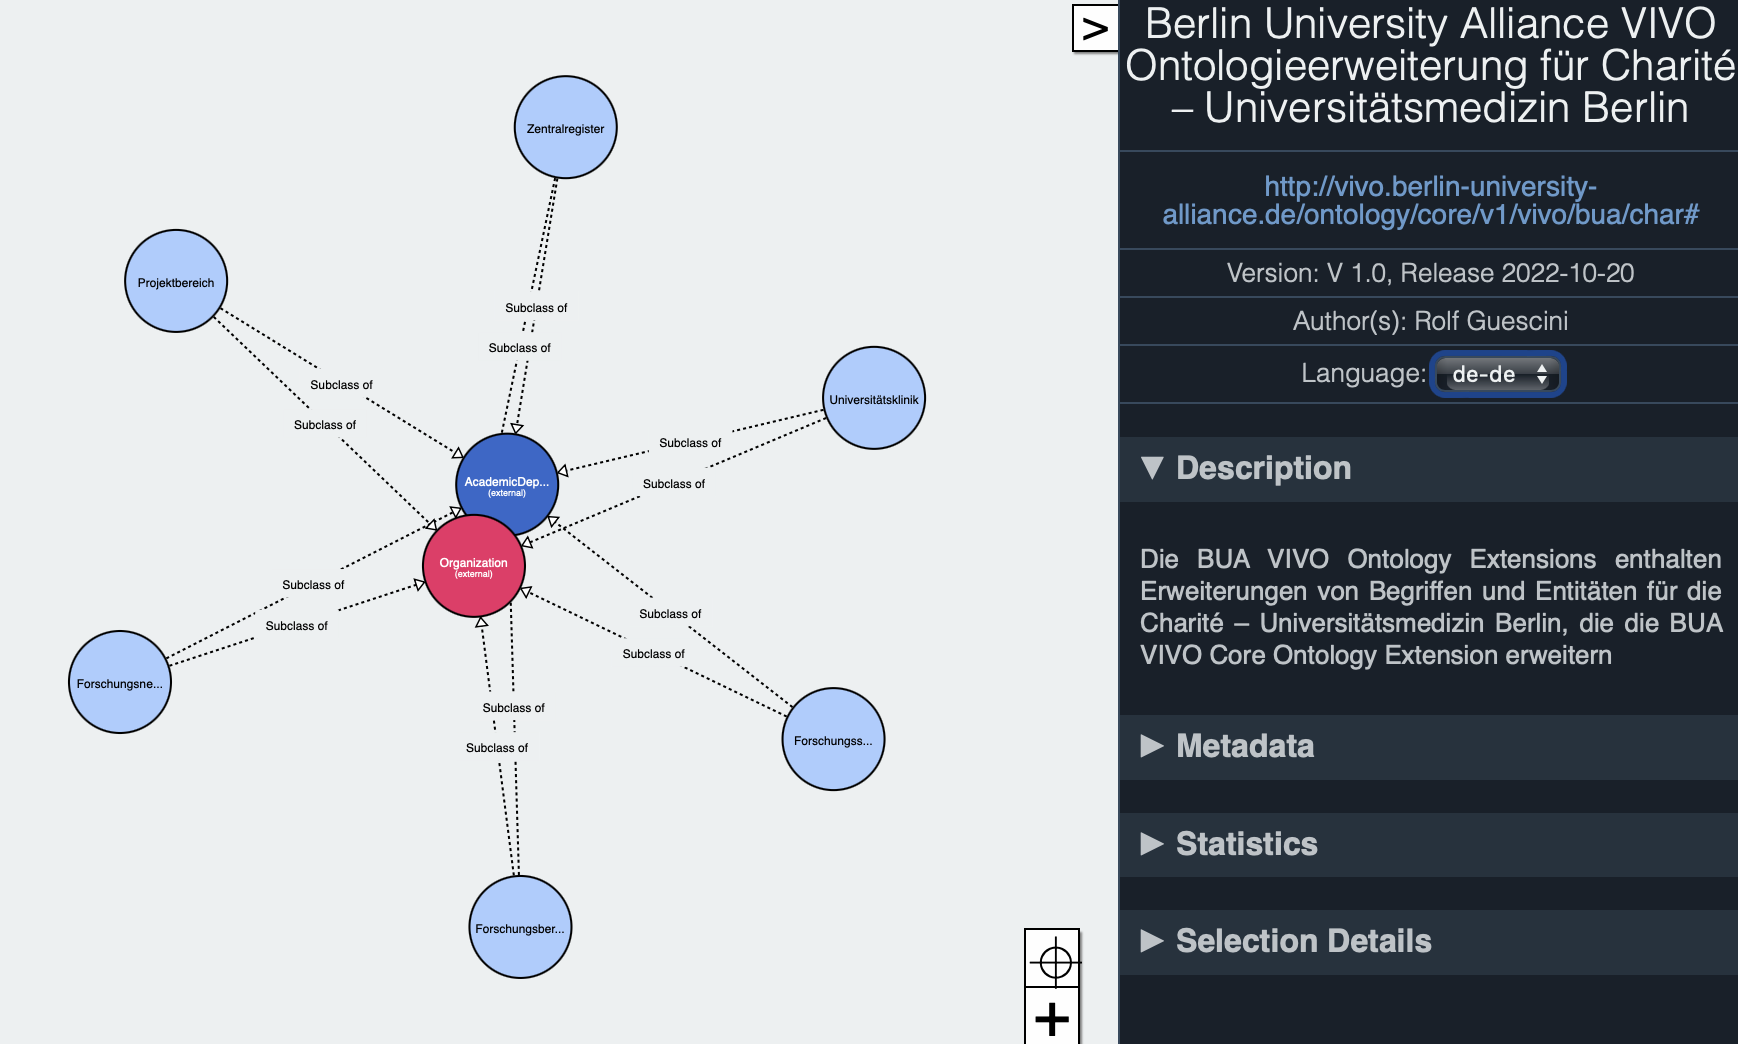 Zentralregister
Projektbereich
Subclass of
Subclass of
Subclass of
Universitätsklinik
Subclass of
Subclass of
AcademicDep...
(external)
Subclass of
Subclass of
Organization
(external)
Subclass of
Subclass of
Subclass of
Subclass of
Forschungsne...
Subclass of
Forschungss...
Subclass of
Forschungsber...
>
+
Berlin University Alliance VIVO
Ontologieerweiterung für Charité
– Universitätsmedizin Berlin
http://vivo.berlin-university-
alliance.de/ontology/core/v1/vivo/bua/char#
Version: V 1.0, Release 2022-10-20
Author(s): Rolf Guescini
Language: de-de
▼ Description
Die BUA VIVO Ontology Extensions enthalten
Erweiterungen von Begriffen und Entitäten für die
Charité – Universitätsmedizin Berlin, die die BUA
VIVO Core Ontology Extension erweitern
▶ Metadata
▶ Statistics
▶ Selection Details